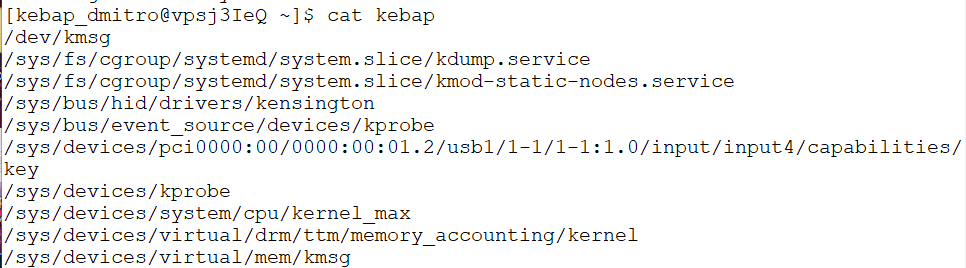 [kebap_dmitro@vpsj3IeQ ~]$ cat kebap
/dev/kmsg
/sys/fs/cgroup/systemd/system.slice/kdump.service
/sys/fs/cgroup/systemd/system.slice/kmod-static-nodes.service
/sys/bus/hid/drivers/kensington
/sys/bus/event_source/devices/kprobe
/sys/devices/pci0000:00/0000:00:01.2/usb1/1-1/1-1:1.0/input/input4/capabilities/
key
/sys/devices/kprobe
/sys/devices/system/cpu/kernel_max
/sys/devices/virtual/drm/ttm/memory_accounting/kernel
/sys/devices/virtual/mem/kmsg